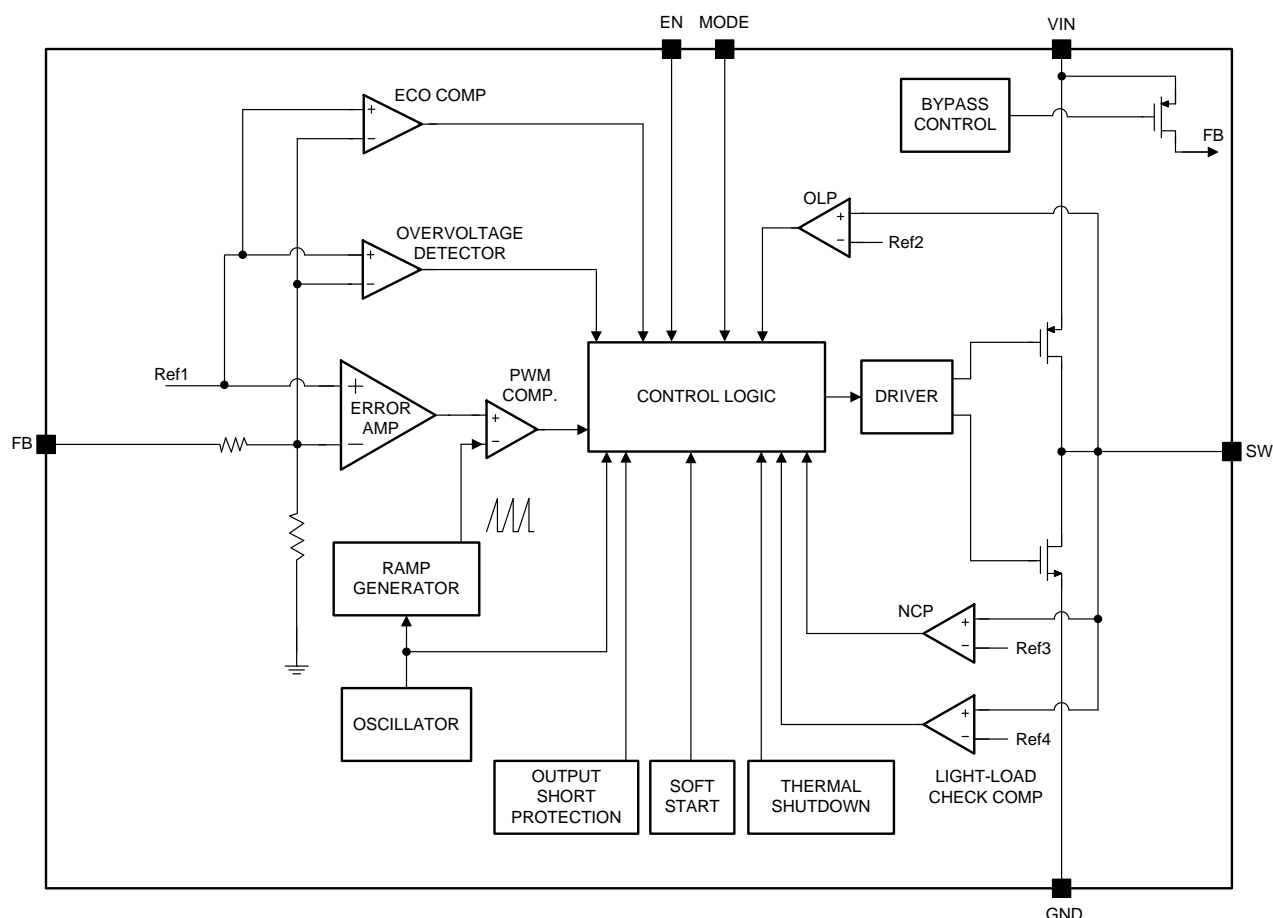 EN MODE VIN
ECO COMP
BYPASS
CONTROL
FB
+
−
OLP
+
−
Ref2
OVERVOLTAGE
DETECTOR
+
−
Ref1
+
−
ERROR
AMP
PWM
COMP.
+
−
CONTROL LOGIC
DRIVER
FB
SW
RAMP
GENERATOR
NCP
+
−
Ref3
OSCILLATOR
+
−
Ref4
LIGHT-LOAD
CHECK COMP
OUTPUT
SHORT
PROTECTION
SOFT
START
THERMAL
SHUTDOWN
GND